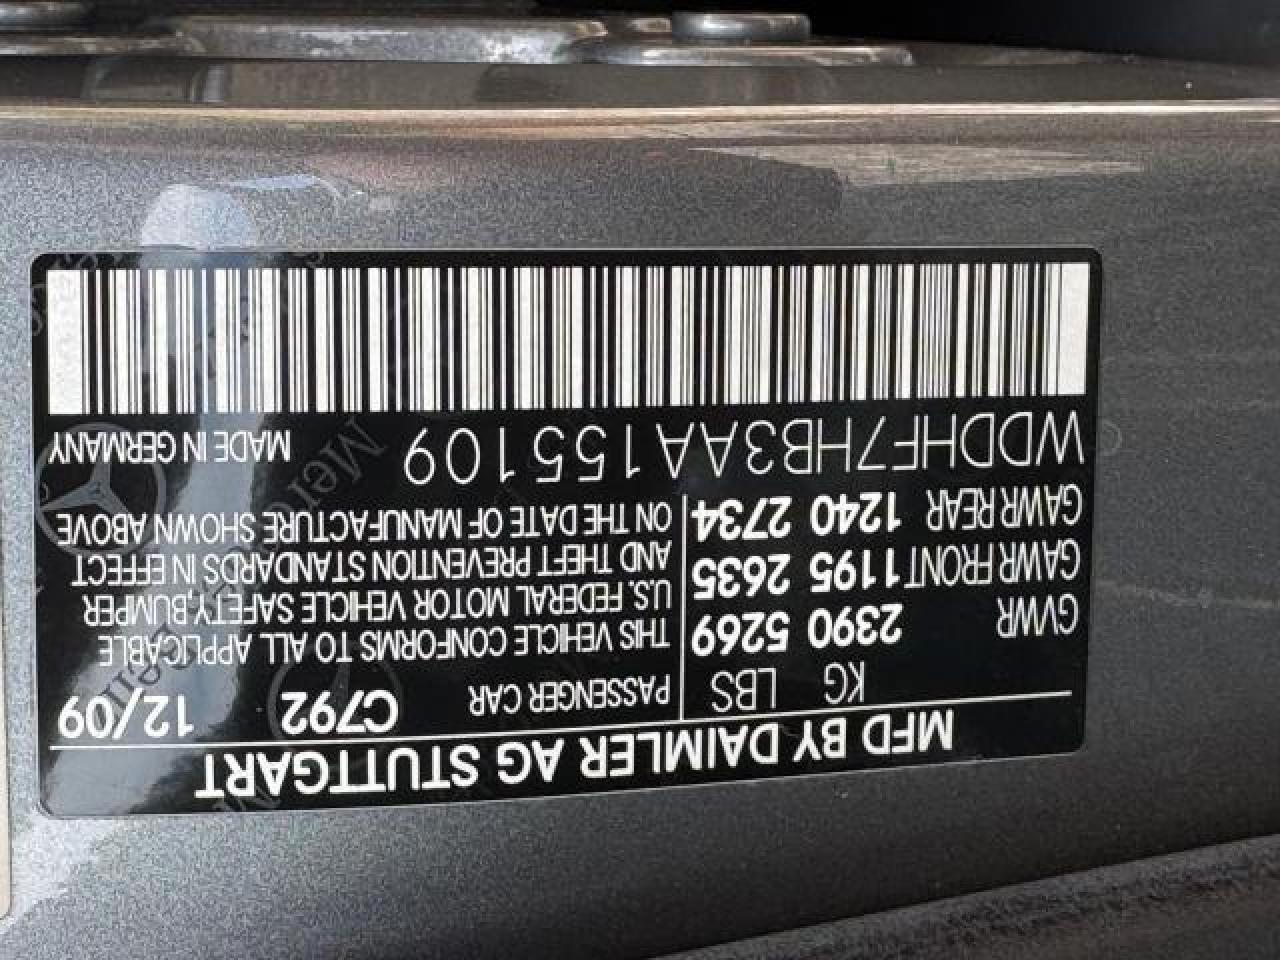 MFD BY DAIMLER AG STUTTGART
KG LBS
GVWR 2390 5269
GAWR FRONT 1195 2635
GAWR REAR 1240 2734
PASSENGER CAR C792 12/09
THIS VEHICLE CONFORMS TO ALL APPLICABLE
U.S. FEDERAL MOTOR VEHICLE SAFETY, BUMPER
AND THEFT PREVENTION STANDARDS IN EFFECT
ON THE DATE OF MANUFACTURE SHOWN ABOVE
WDDHF7HB3AA155109 MADE IN GERMANY